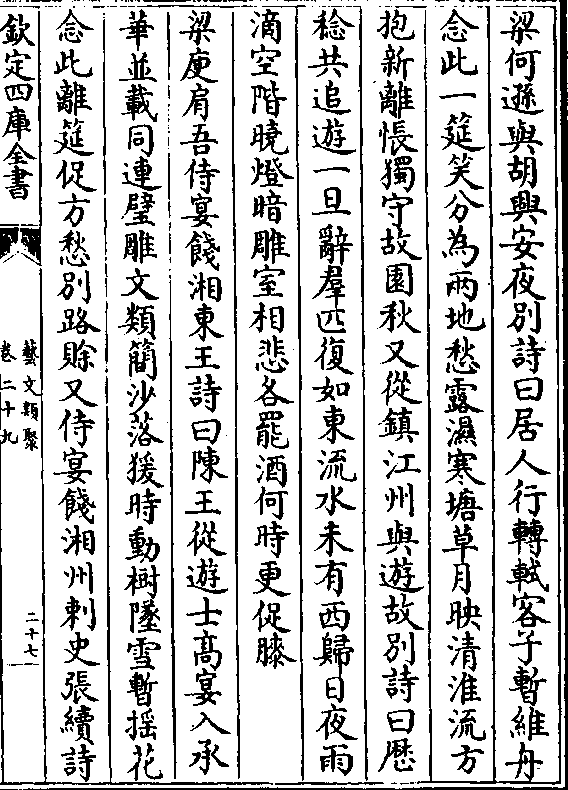 梁何遜與胡興安夜別詩曰居人行轉軾客子暫維舟
念此一筵笑分為兩地愁露濕寒塘草月映清淮流方
抱新離悵獨守故園秋又從鎮江州與遊故別詩曰歴
稔共追遊一旦辭羣匹復如東流水未有西歸日夜雨
滴空階曉燈暗雕室相悲各罷酒何時更促膝
梁庾肩吾侍宴餞湘東王詩曰陳王從遊士髙宴入承
華並載同連璧雕文類簡沙落猨時動樹墜雪暫揺花
念此離筵促方愁別路賖又侍宴餞湘州刺史張續詩
欽定四庫全書
藝文類聚
卷二十九
二十七